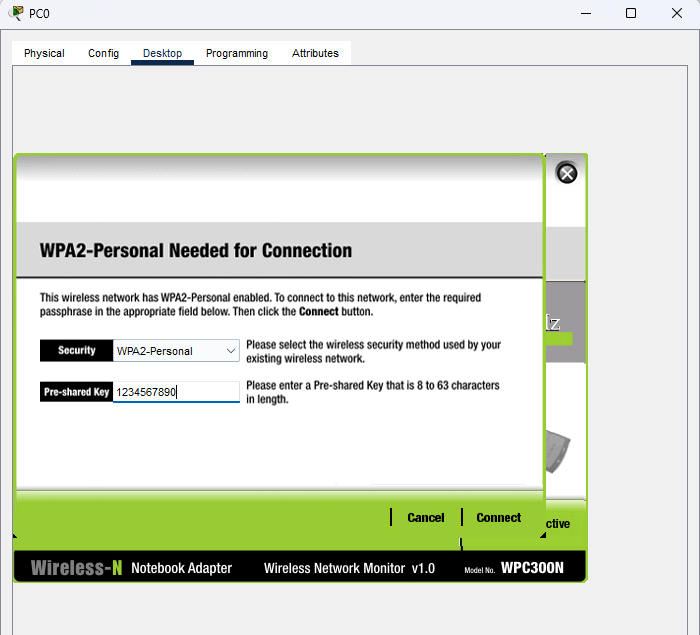 PC0
Physical Config Desktop Programming Attributes
WPA2-Personal Needed for Connection
This wireless network has WPA2-Personal enabled. To connect to this network, enter the required
passphrase in the appropriate field below. Then click the Connect button.
Security WPA2-Personal
Please select the wireless security method used by your
existing wireless network.
Pre-shared Key 1234567890
Please enter a Pre-shared Key that is 8 to 63 characters
in length.
Cancel Connect
Wireless-N Notebook Adapter Wireless Network Monitor v1.0 Model No. WPC300N